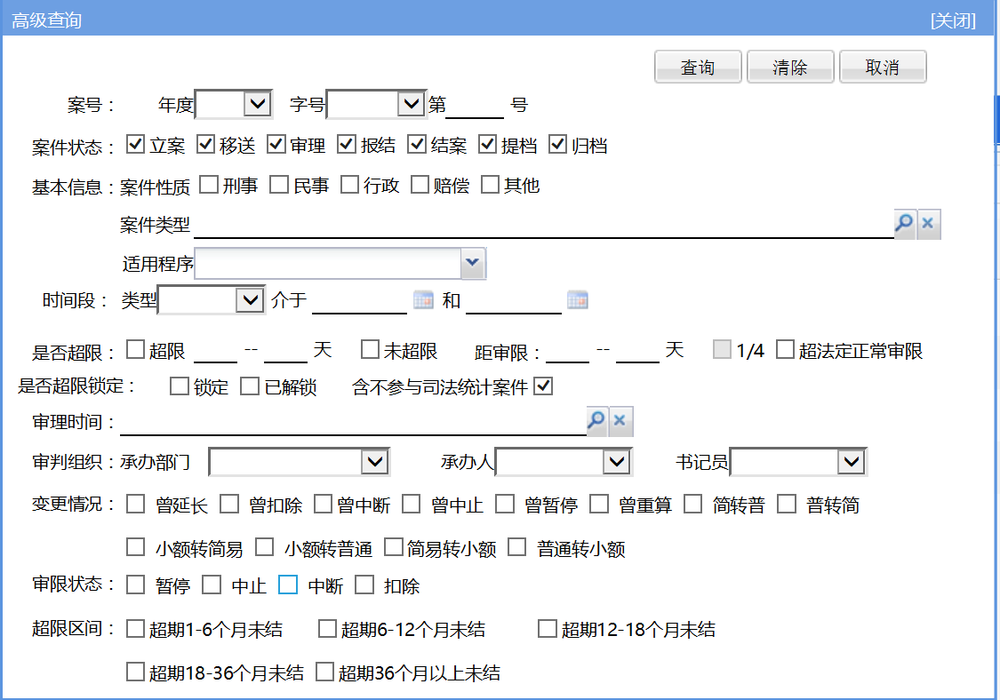 高级查询 [关闭]
查询 清除 取消
案号： 年度 字号 第 号
案件状态： 立案 移送 审理 报结 结案 提档 归档
基本信息：案件性质 刑事 民事 行政 赔偿 其他
案件类型
适用程序
时间段： 类型 介于 和
是否超限： 超限 -- 天 未超限 距审限： -- 天 1/4 超法定正常审限
是否超限锁定： 锁定 已解锁 含不参与司法统计案件
审理时间：
审判组织：承办部门 承办人 书记员
变更情况： 曾延长 曾扣除 曾中断 曾中止 曾暂停 曾重算 简转普 普转简
小额转简易 小额转普通 简易转小额 普通转小额
审限状态： 暂停 中止 中断 扣除
超限区间： 超期1-6个月未结 超期6-12个月未结 超期12-18个月未结
超期18-36个月未结 超期36个月以上未结